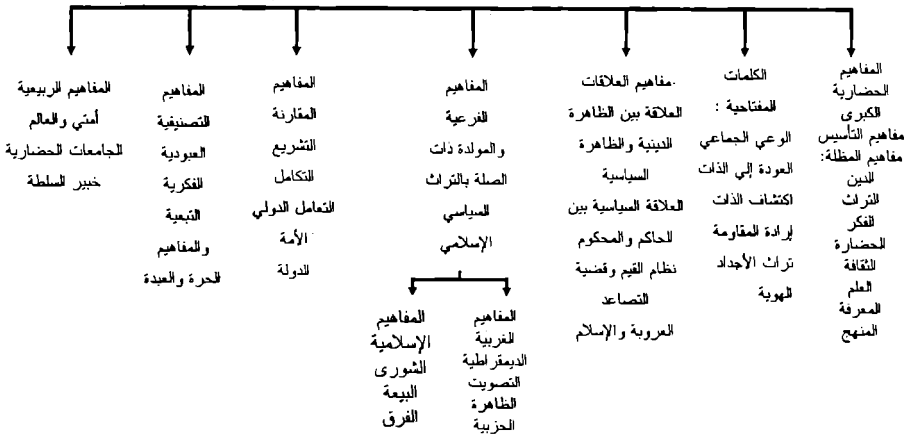 المفاهيم
الحضارية
الكبرى
مفاهيم التأسيس
مفاهيم المظلة:
الدين
التراث
الفكر
الحضارة
الثقافة
العلم
المعرفة
المنهج
الكلمات
المفتاحية :
الوعي الجماعي
العودة إلي الذات
اكتشاف الذات
إرادة المقاومة
تراث الأجداد
الهوية
مفاهيم العلاقات
العلاقة بين الظاهرة
الدينية والظاهرة
السياسية
العلاقة السياسية بين
الحاكم والمحكوم
نظام القيم وقضية
التصاعد
العروبة والإسلام
المفاهيم
الفرعية
والمولدة ذات
الصلة بالتراث
السياسي
الإسلامي
المفاهيم
الغربية
الديمقراطية
التصويت
الظاهرة
الحزبية
المفاهيم
الإسلامية
الشورى
البيعة
الفرق
المفاهيم
المقارنة
التشريع
التكامل
التعامل الدولي
الأمة
الدولة
المفاهيم
التصنيفية
العبودية
الفكرية
التبعية
والمفاهيم
الحرة والعبدة
المفاهيم الربيعية
أمتي والعالم
الجامعات الحضارية
خبير السلطة